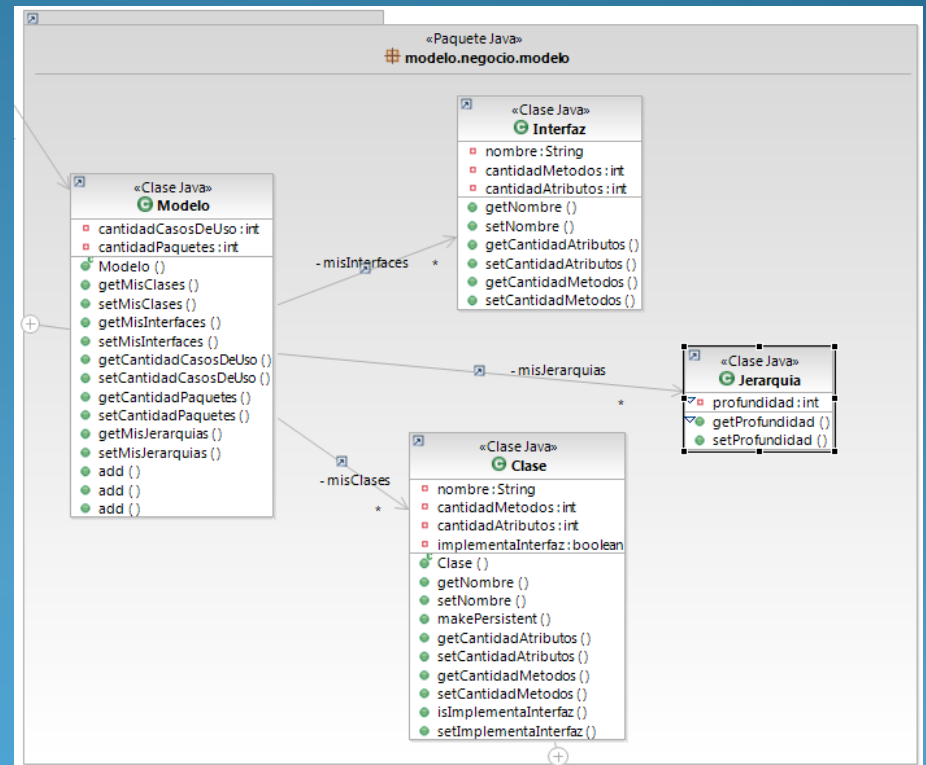 «Paquete Java»
modelo.negocio.modelo
«Clase Java»
Interfaz
nombre:String
cantidadMetodos:int
cantidadAtributos:int
getNombre ()
setNombre ()
getCantidadAtributos ()
setCantidadAtributos ()
getCantidadMetodos ()
setCantidadMetodos ()
«Clase Java»
Modelo
cantidadCasosDeUso:int
cantidadPaquetes:int
Modelo ()
getMisClases ()
setMisClases ()
getMisInterfaces ()
setMisInterfaces ()
getCantidadCasosDeUso ()
setCantidadCasosDeUso ()
getCantidadPaquetes ()
setCantidadPaquetes ()
getMisJerarquias ()
setMisJerarquias ()
add ()
add ()
add ()
- misInterfaces *
- misJerarquias
*
- misClases
*
«Clase Java»
Jerarquia
profundidad:int
getProfundidad ()
setProfundidad ()
«Clase Java»
Clase
nombre:String
cantidadMetodos:int
cantidadAtributos:int
implementaInterfaz:boolean
Clase ()
getNombre ()
setNombre ()
makePersistent ()
getCantidadAtributos ()
setCantidadAtributos ()
getCantidadMetodos ()
setCantidadMetodos ()
isImplementaInterfaz ()
setImplementaInterfaz ()